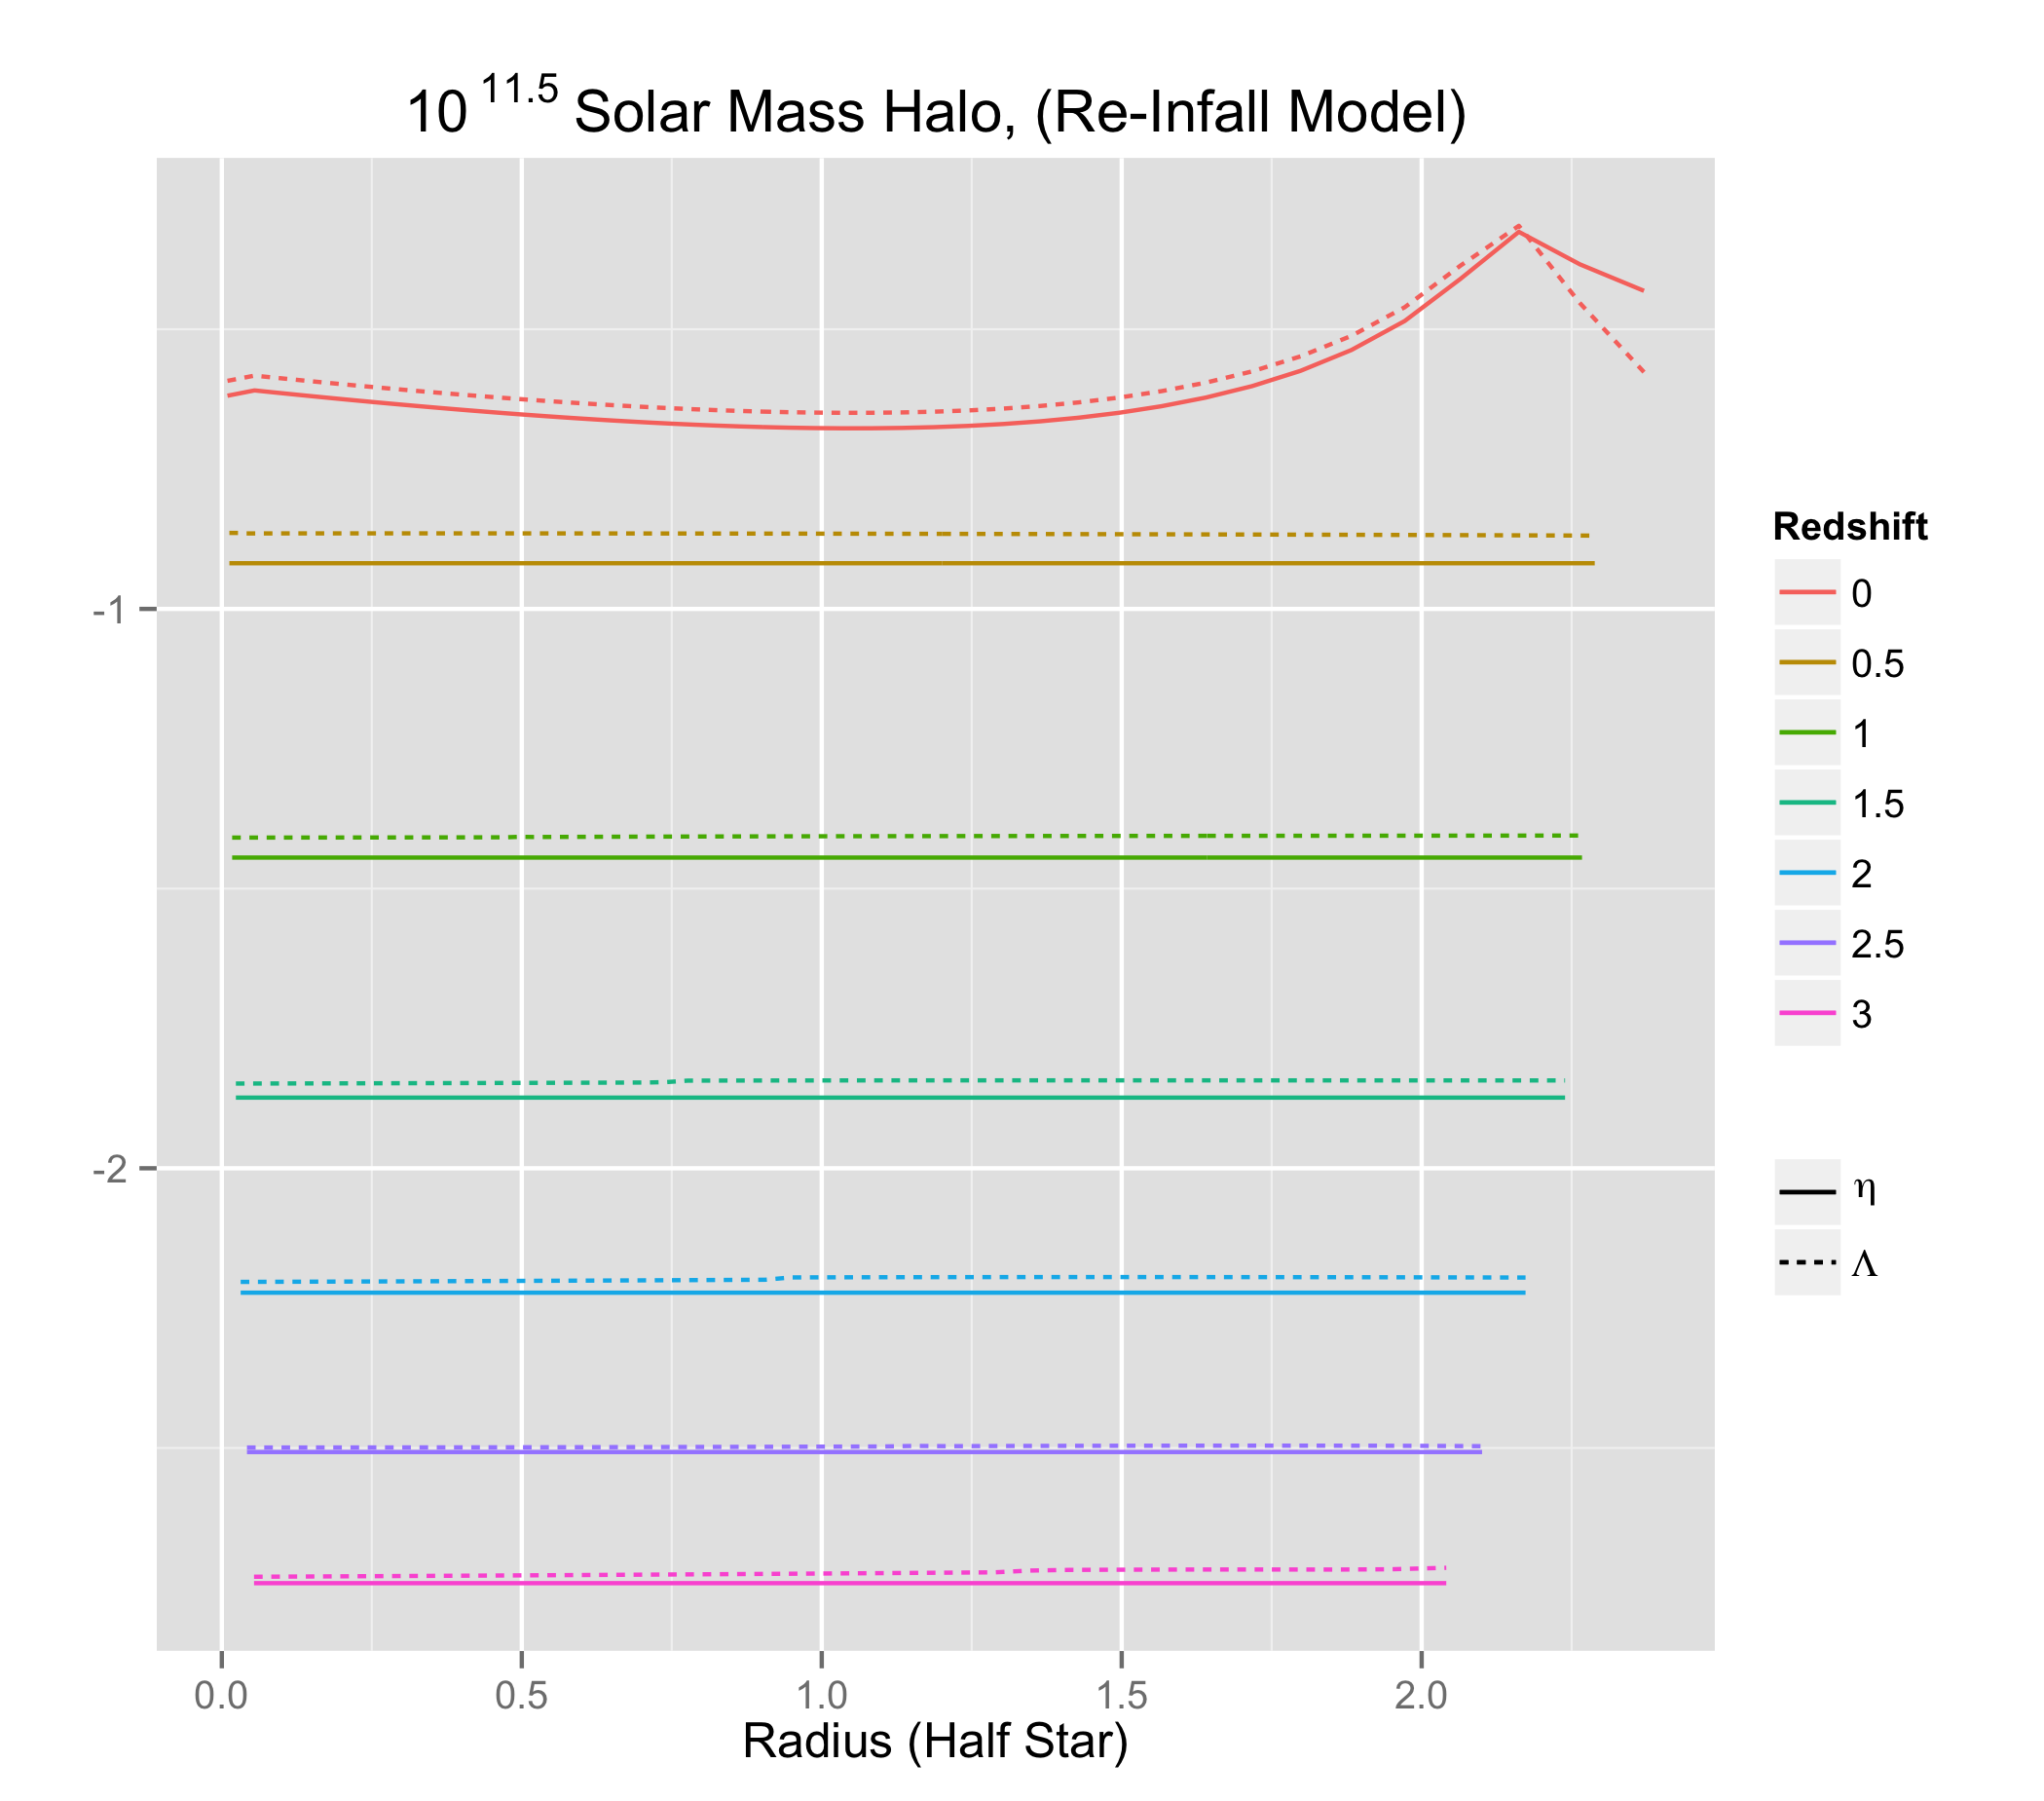 10^11.5 Solar Mass Halo, (Re-Infall Model)
-1
-2
0.0 0.5 1.0 1.5 2.0
Radius (Half Star)
Redshift
0
0.5
1
1.5
2
2.5
3
η
Λ